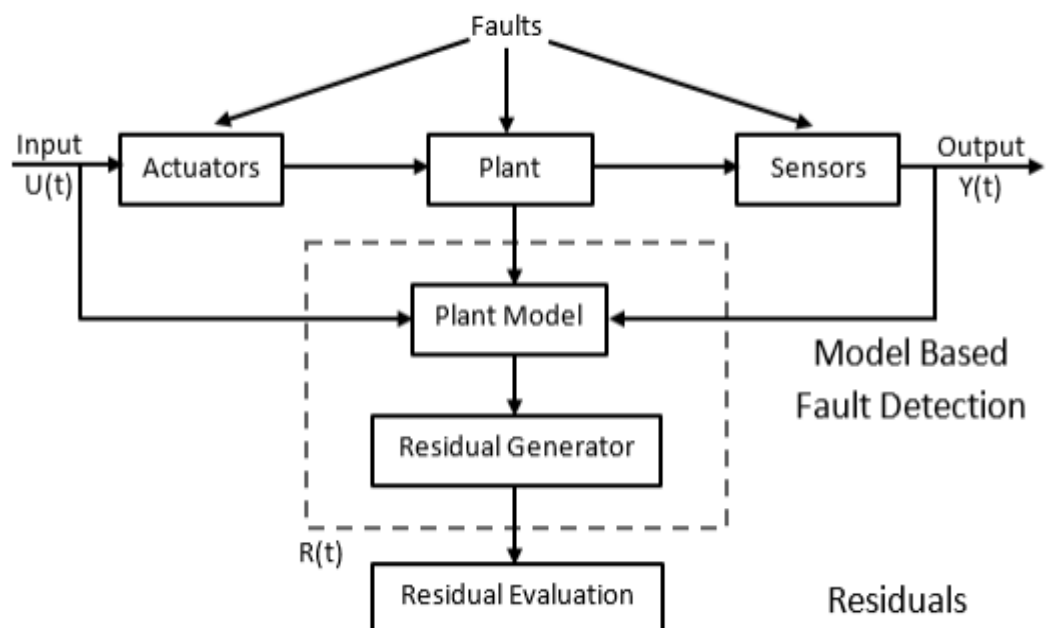 Faults
Input
U(t)
Actuators
Plant
Sensors
Output
Y(t)
Plant Model
Model Based
Fault Detection
Residual Generator
R(t)
Residual Evaluation
Residuals